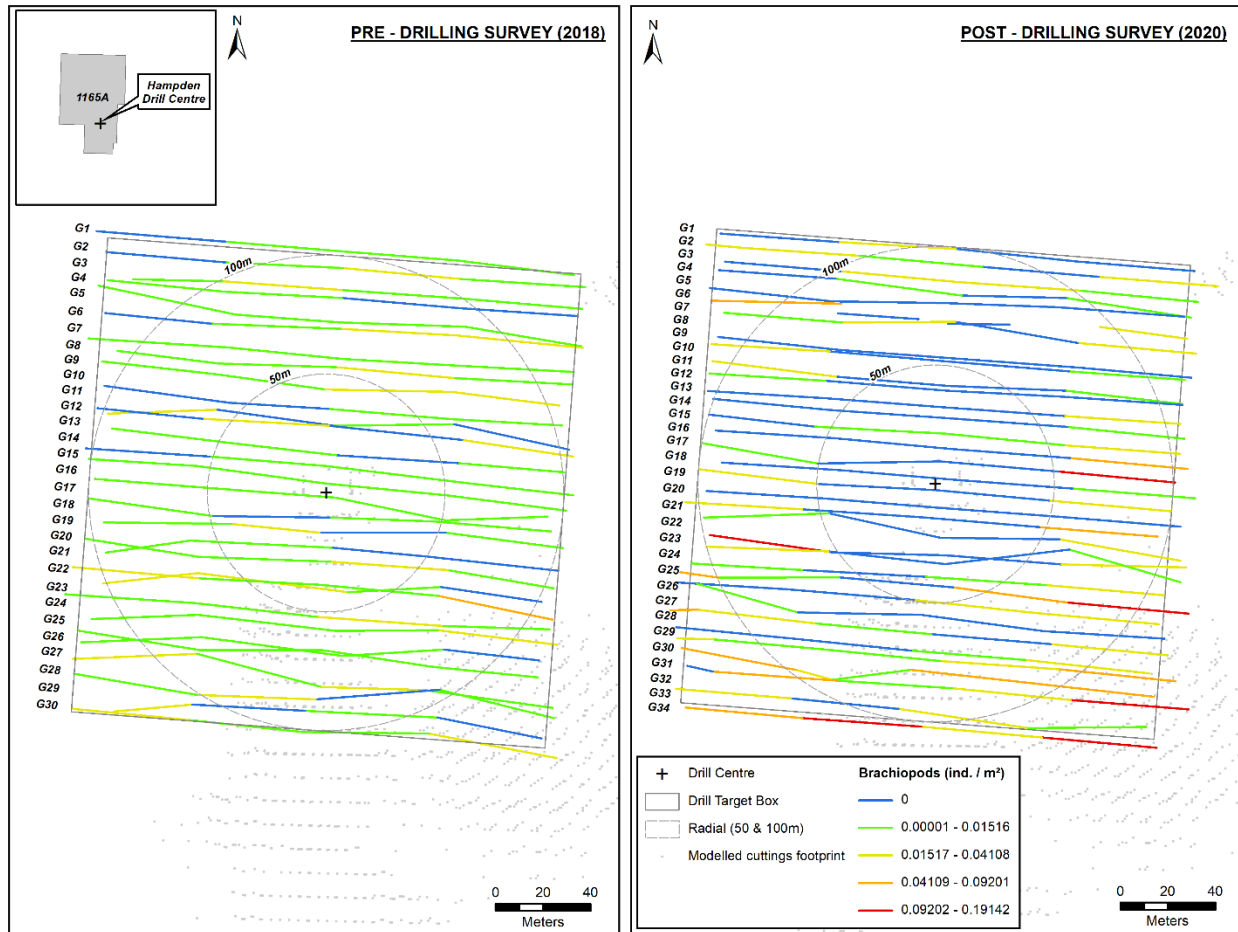 N
PRE - DRILLING SURVEY (2018)
1165A
Hampden
Drill Centre
G1
G2
G3
G4
G5
G6
G7
G8
G9
G10
G11
G12
G13
G14
G15
G16
G17
G18
G19
G20
G21
G22
G23
G24
G25
G26
G27
G28
G29
G30
100m
50m
0 20 40
Meters
N
POST - DRILLING SURVEY (2020)
G1
G2
G3
G4
G5
G6
G7
G8
G9
G10
G11
G12
G13
G14
G15
G16
G17
G18
G19
G20
G21
G22
G23
G24
G25
G26
G27
G28
G29
G30
G31
G32
G33
G34
100m
50m
Drill Centre
Drill Target Box
Radial (50 & 100m)
Modelled cuttings footprint
Brachiopods (ind. / m²)
0
0.00001 - 0.01516
0.01517 - 0.04108
0.04109 - 0.09201
0.09202 - 0.19142
0 20 40
Meters